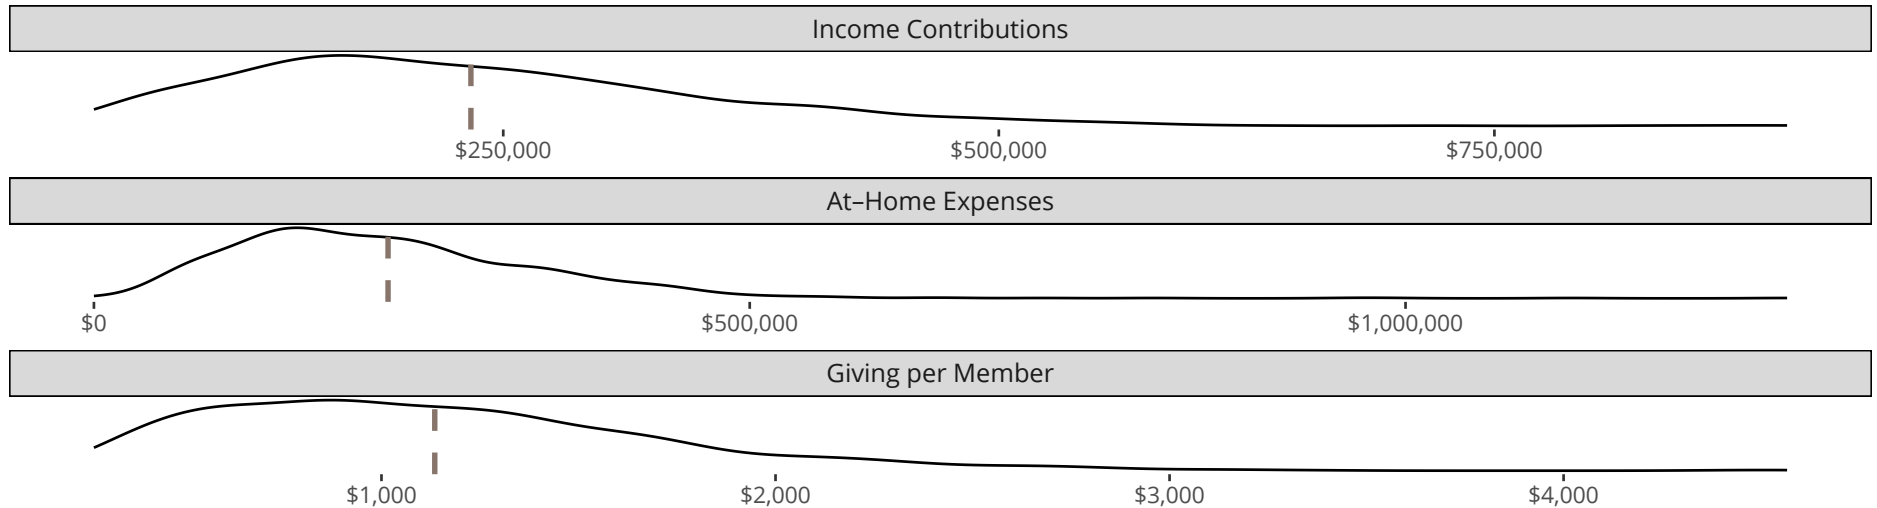 Income Contributions
$250,000 $500,000 $750,000
At–Home Expenses
$0 $500,000 $1,000,000
Giving per Member
$1,000 $2,000 $3,000 $4,000